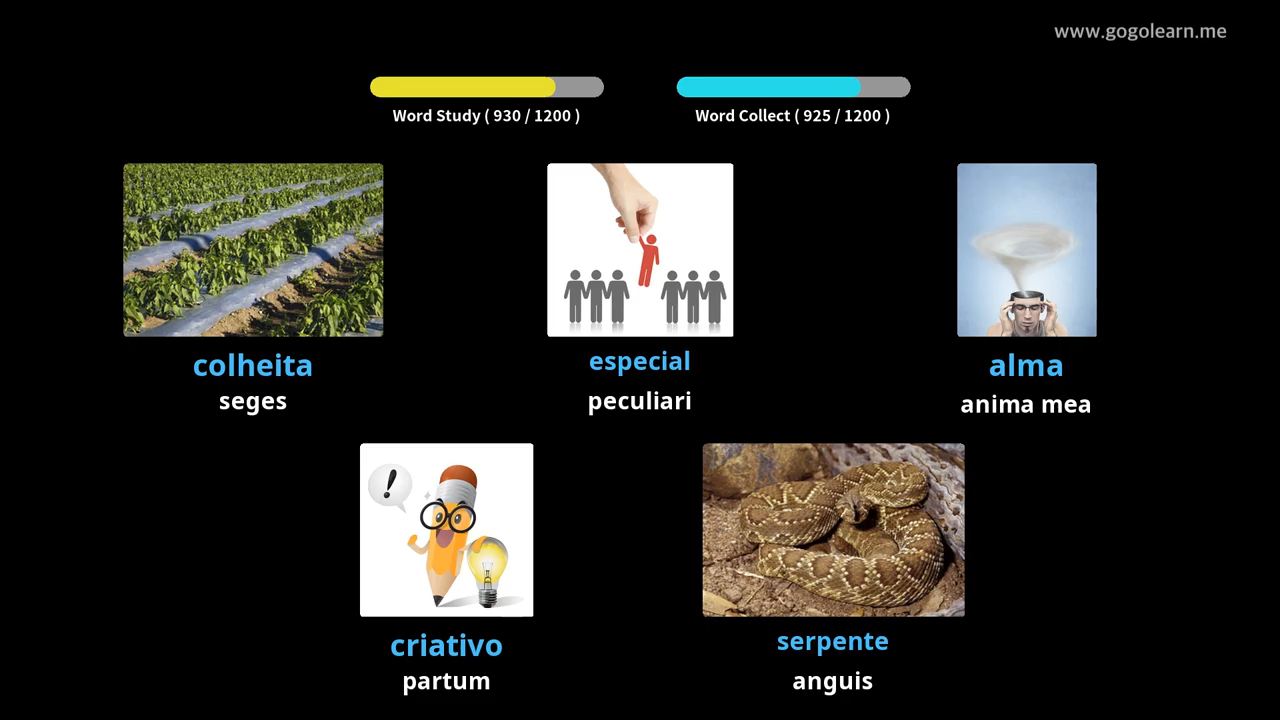 www.gogolearn.me
Word Study ( 930 / 1200 )
Word Collect ( 925 / 1200 )
colheita
seges
especial
peculiari
alma
anima mea
!
criativo
partum
serpente
anguis